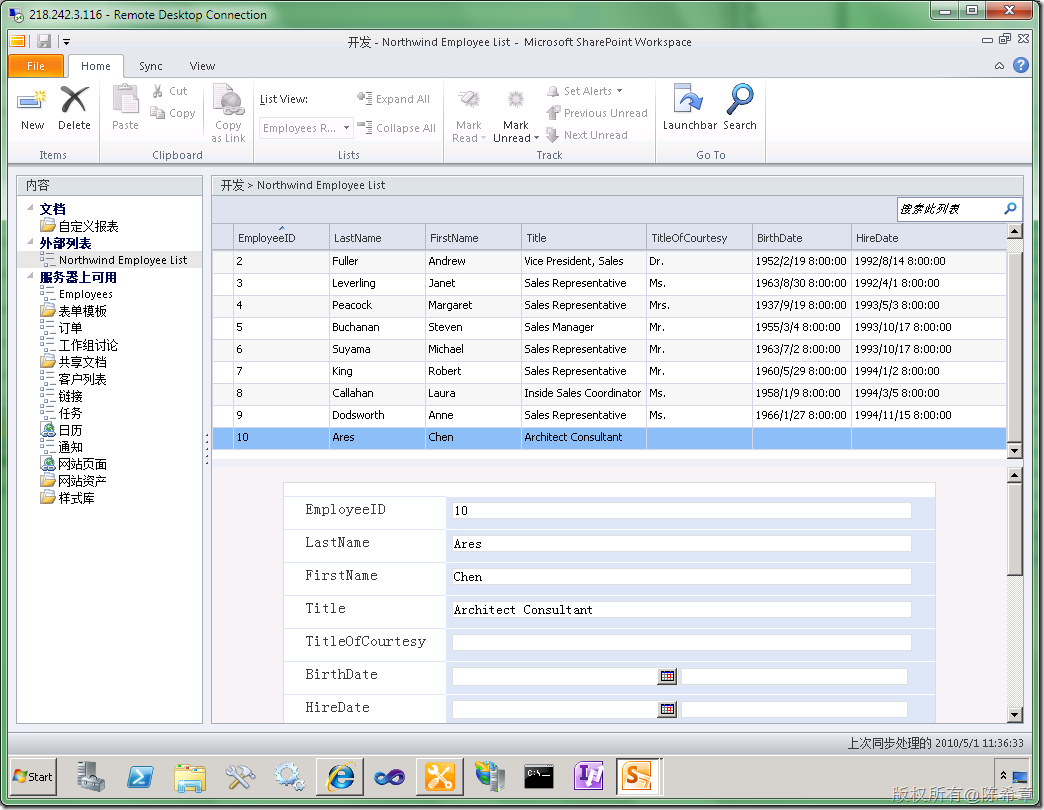 218.242.3.116 - Remote Desktop Connection
开发 - Northwind Employee List - Microsoft SharePoint Workspace
File Home Sync View
New Delete Paste Cut Copy Copy as Link List View: Employees R... Expand All Collapse All Mark Read Mark Unread Set Alerts Previous Unread Next Unread Launchbar Search
Items Clipboard Lists Track Go To
内容
文档
自定义报表
外部列表
Northwind Employee List
服务器上可用
Employees
表单模板
订单
工作组讨论
共享文档
客户列表
链接
任务
日历
通知
网站页面
网站资产
样式库
开发 > Northwind Employee List
搜索此列表
EmployeeID LastName FirstName Title TitleOfCourtesy BirthDate HireDate
2 Fuller Andrew Vice President, Sales Dr. 1952/2/19 8:00:00 1992/8/14 8:00:00
3 Leverling Janet Sales Representative Ms. 1963/8/30 8:00:00 1992/4/1 8:00:00
4 Peacock Margaret Sales Representative Mrs. 1937/9/19 8:00:00 1993/5/3 8:00:00
5 Buchanan Steven Sales Manager Mr. 1955/3/4 8:00:00 1993/10/17 8:00:00
6 Suyama Michael Sales Representative Mr. 1963/7/2 8:00:00 1993/10/17 8:00:00
7 King Robert Sales Representative Mr. 1960/5/29 8:00:00 1994/1/2 8:00:00
8 Callahan Laura Inside Sales Coordinator Ms. 1958/1/9 8:00:00 1994/3/5 8:00:00
9 Dodsworth Anne Sales Representative Ms. 1966/1/27 8:00:00 1994/11/15 8:00:00
10 Ares Chen Architect Consultant
EmployeeID 10
LastName Ares
FirstName Chen
Title Architect Consultant
TitleOfCourtesy
BirthDate
HireDate
上次同步处理的 2010/5/1 11:36:33
Start
版权所有@陈希章